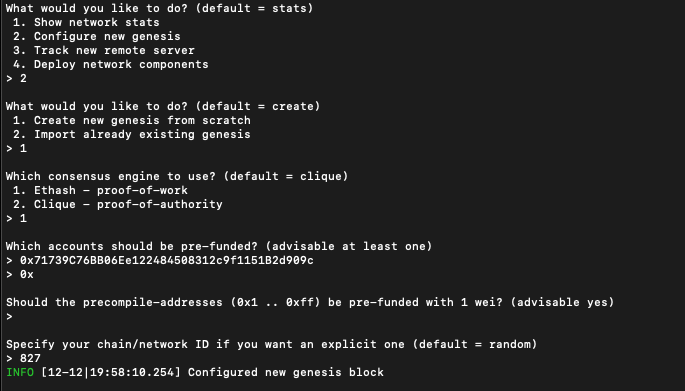 What would you like to do? (default = stats)
1. Show network stats
2. Configure new genesis
3. Track new remote server
4. Deploy network components
> 2
What would you like to do? (default = create)
1. Create new genesis from scratch
2. Import already existing genesis
> 1
Which consensus engine to use? (default = clique)
1. Ethash - proof-of-work
2. Clique - proof-of-authority
> 1
Which accounts should be pre-funded? (advisable at least one)
> 0x71739C76BB06Ee122484508312c9f1151B2d909c
> 0x
Should the precompile-addresses (0x1 .. 0xff) be pre-funded with 1 wei? (advisable yes)
>
Specify your chain/network ID if you want an explicit one (default = random)
> 827
INFO [12-12|19:58:10.254] Configured new genesis block